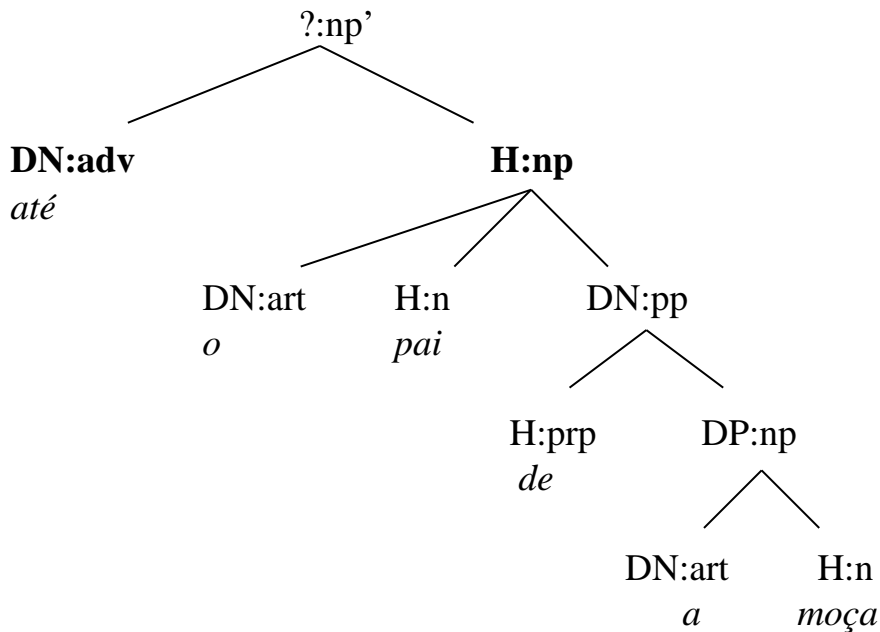 ?:np’
DN:adv H:np
até
DN:art H:n DN:pp
o pai
H:prp DP:np
de
DN:art H:n
a moça